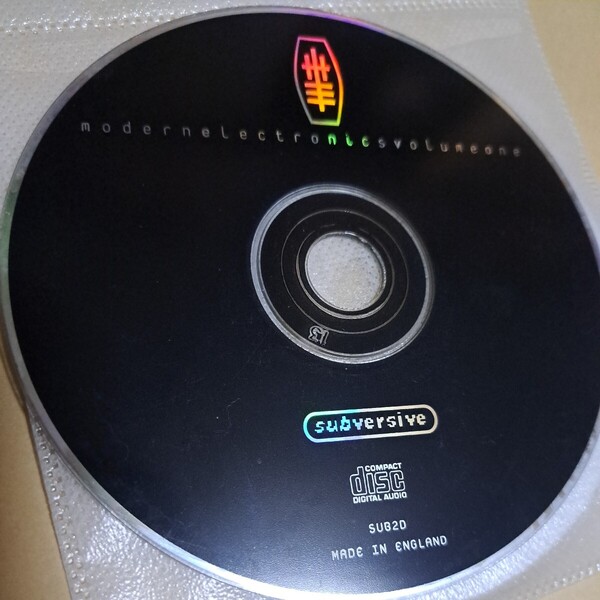 modernelectronicsvolumeone
subversive
COMPACT
disc
DIGITAL AUDIO
SUB2D
MADE IN ENGLAND